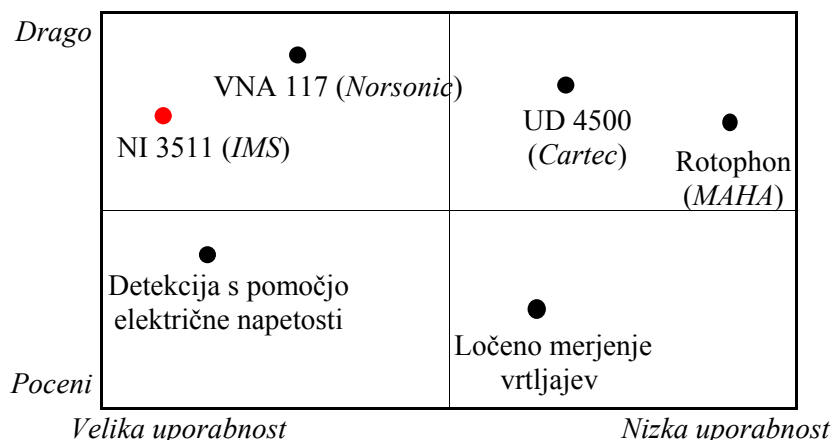 Drago
VNA 117 (Norsonic)
NI 3511 (IMS)
UD 4500
(Cartec)
Rotophon
(MAHA)
Detekcija s pomočjo
električne napetosti
Ločeno merjenje
vrtljajev
Poceni
Velika uporabnost
Nizka uporabnost